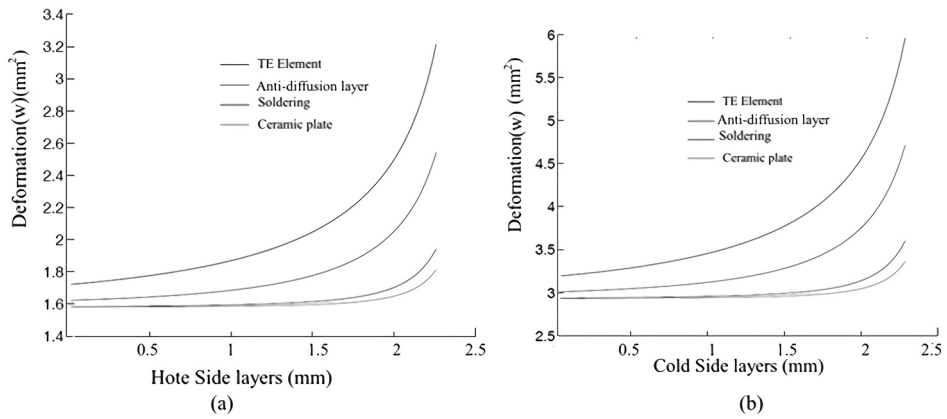 3.4
3.2
3
2.8
2.6
2.4
2.2
2
1.8
1.6
1.4
0.5 1 1.5 2 2.5
Deformation(w)(mm²)
TE Element
Anti-diffusion layer
Soldering
Ceramic plate
Hote Side layers (mm)
(a)
6
5.5
5
4.5
4
3.5
3
2.5
0.5 1 1.5 2 2.5
Deformation(w) (mm²)
TE Element
Anti-diffusion layer
Soldering
Ceramic plate
Cold Side layers (mm)
(b)